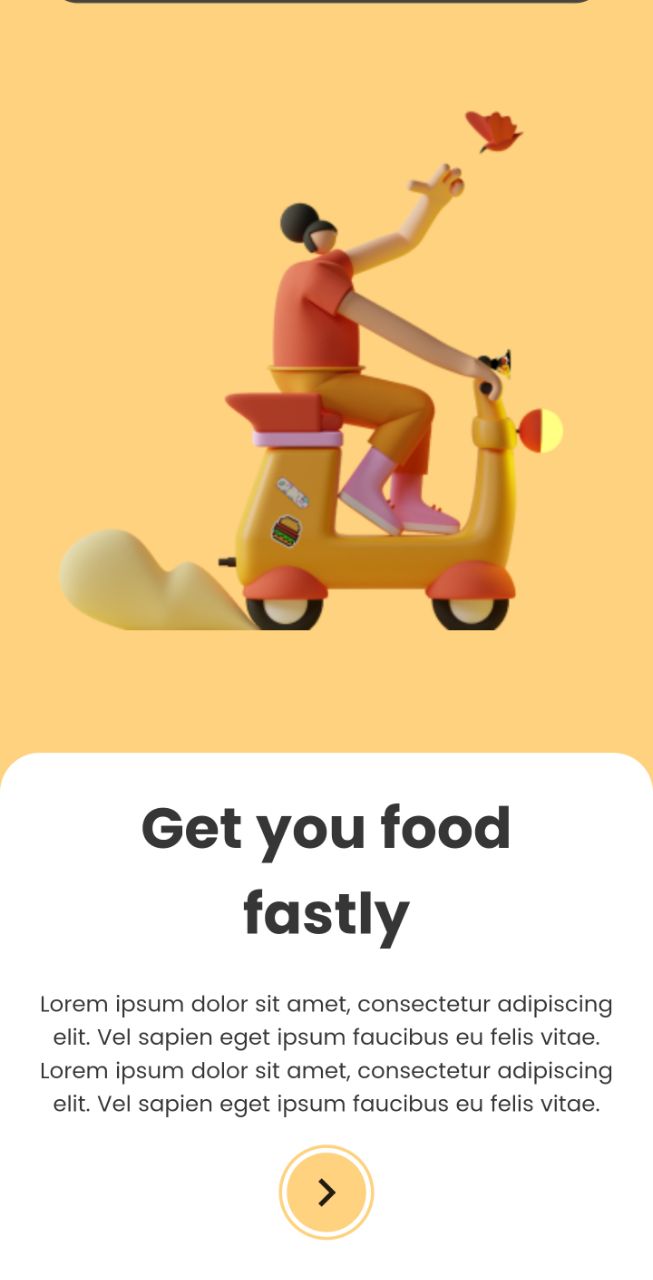 Get you food
fastly
Lorem ipsum dolor sit amet, consectetur adipiscing
elit. Vel sapien eget ipsum faucibus eu felis vitae.
Lorem ipsum dolor sit amet, consectetur adipiscing
elit. Vel sapien eget ipsum faucibus eu felis vitae.